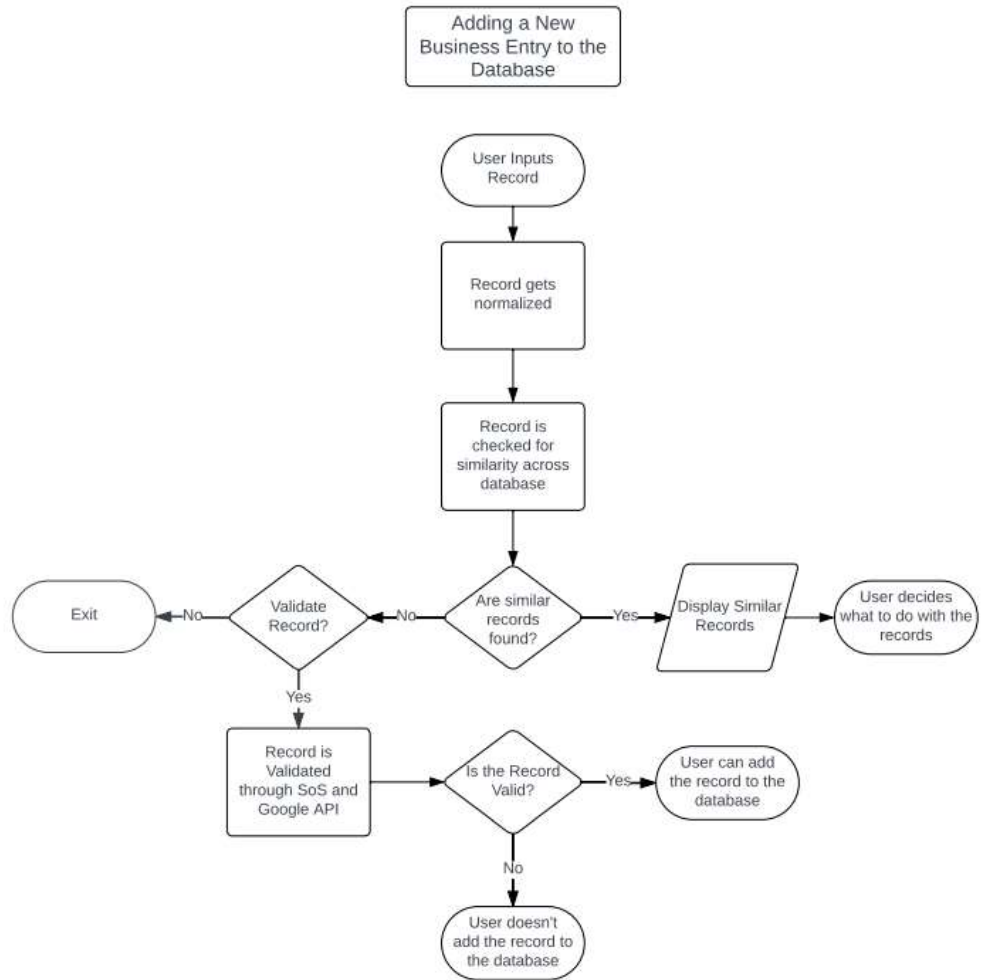 Adding a New
Business Entry to the
Database
User Inputs
Record
Record gets
normalized
Record is
checked for
similarity across
database
Exit
No
Validate
Record?
No
Are similar
records
found?
Yes
Display Similar
Records
User decides
what to do with the
records
Yes
Record is
Validated
through SoS and
Google API
Is the Record
Valid?
Yes
User can add
the record to the
database
No
User doesn't
add the record to
the database